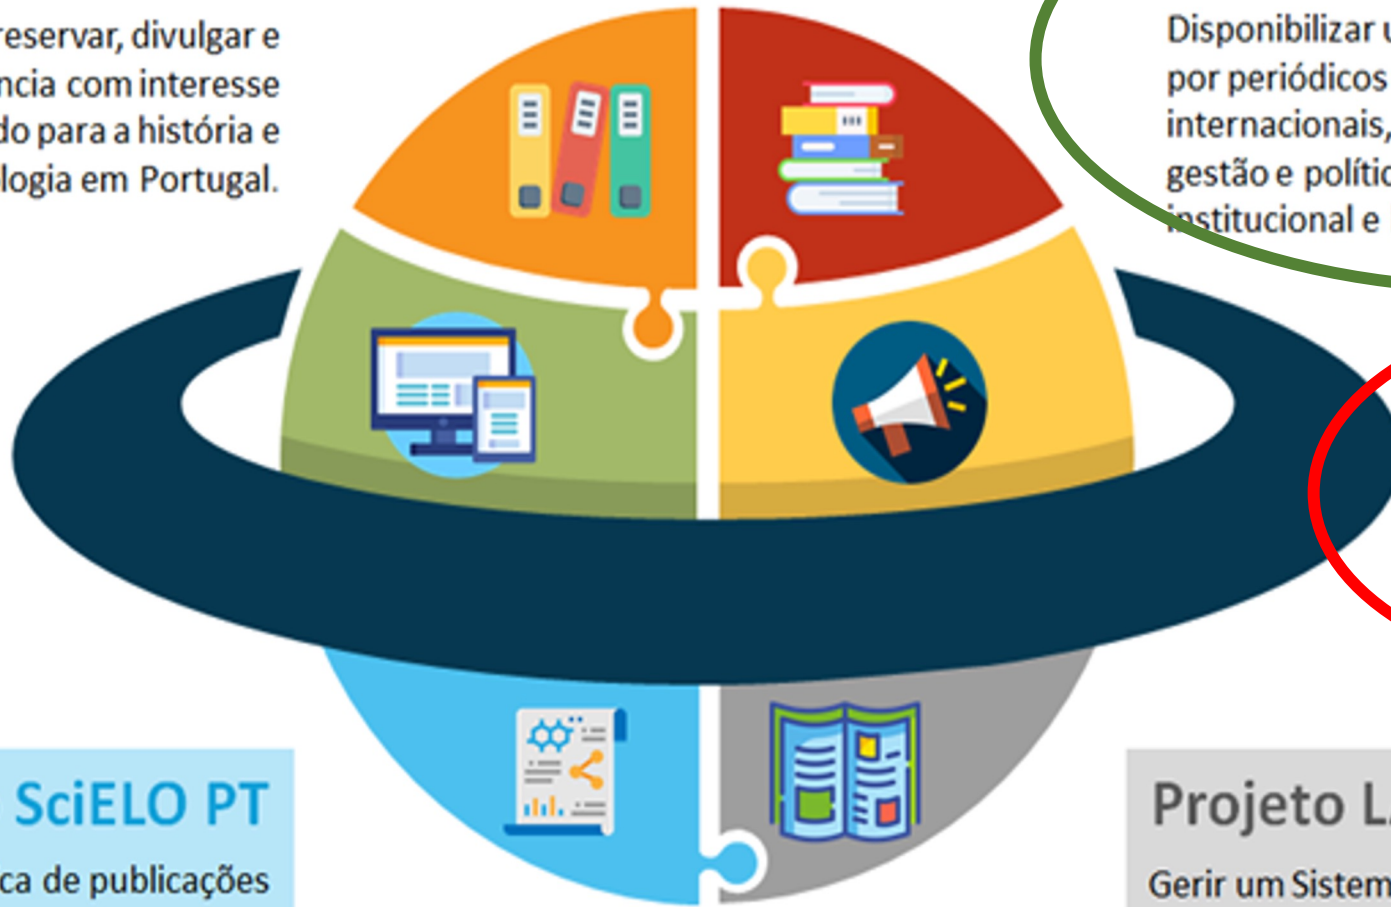 reservar, divulgar e
ncia com interesse
do para a história e
logia em Portugal.
Disponibilizar u
por periódicos
internacionais,
gestão e polític
institucional e
SciELO PT
ca de publicações
Projeto L
Gerir um Sistem